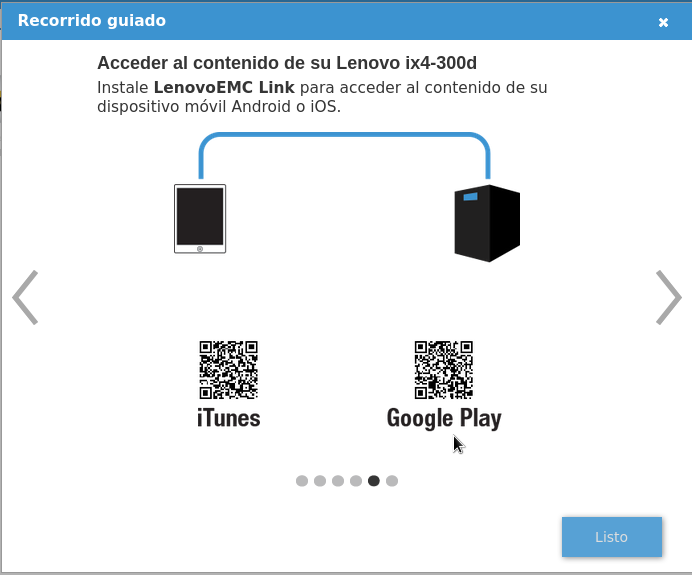 Recorrido guiado
Acceder al contenido de su Lenovo ix4-300d
Instale LenovoEMC Link para acceder al contenido de su
dispositivo móvil Android o iOS.
iTunes
Google Play
Listo